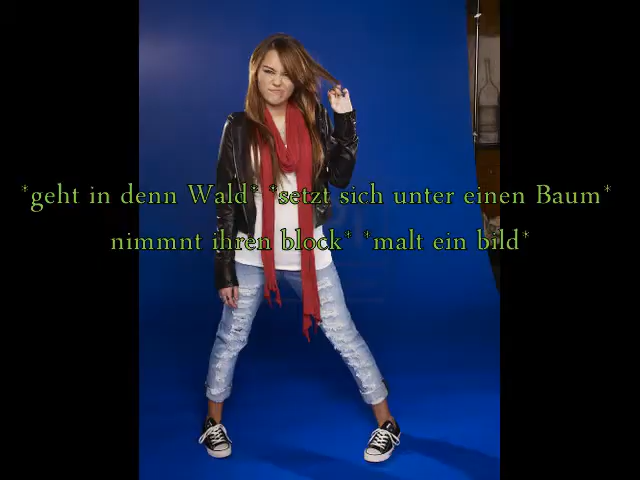 *geht in denn Wald* *setzt sich unter einen Baum*
nimmnt ihren block* *malt ein bild*